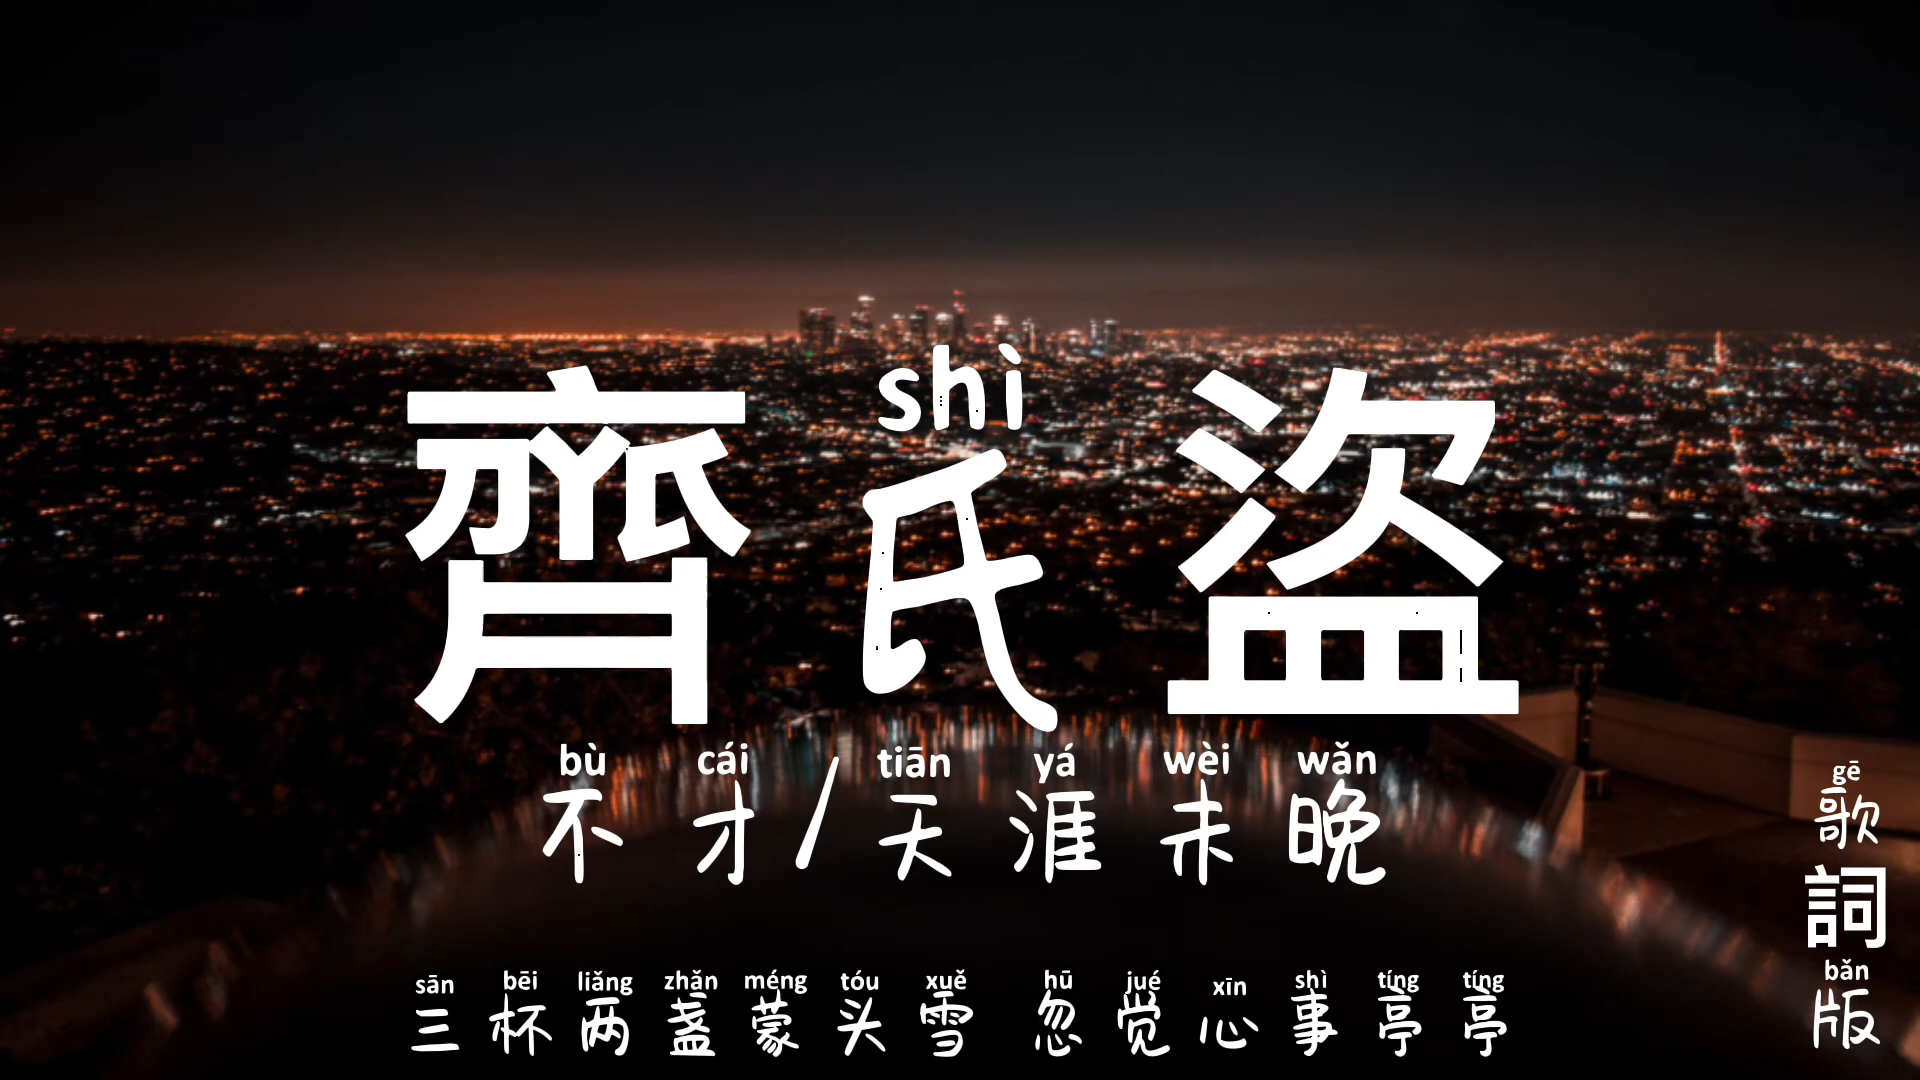 shì
齊氏盜
bù cái tiān yá wèi wǎn
不才/天涯未晚
gē
歌
詞
bǎn
版
sān bēi liǎng zhǎn méng tóu xuě hū jué xīn shì tíng tíng
三杯两盏蒙头雪 忽觉心事亭亭